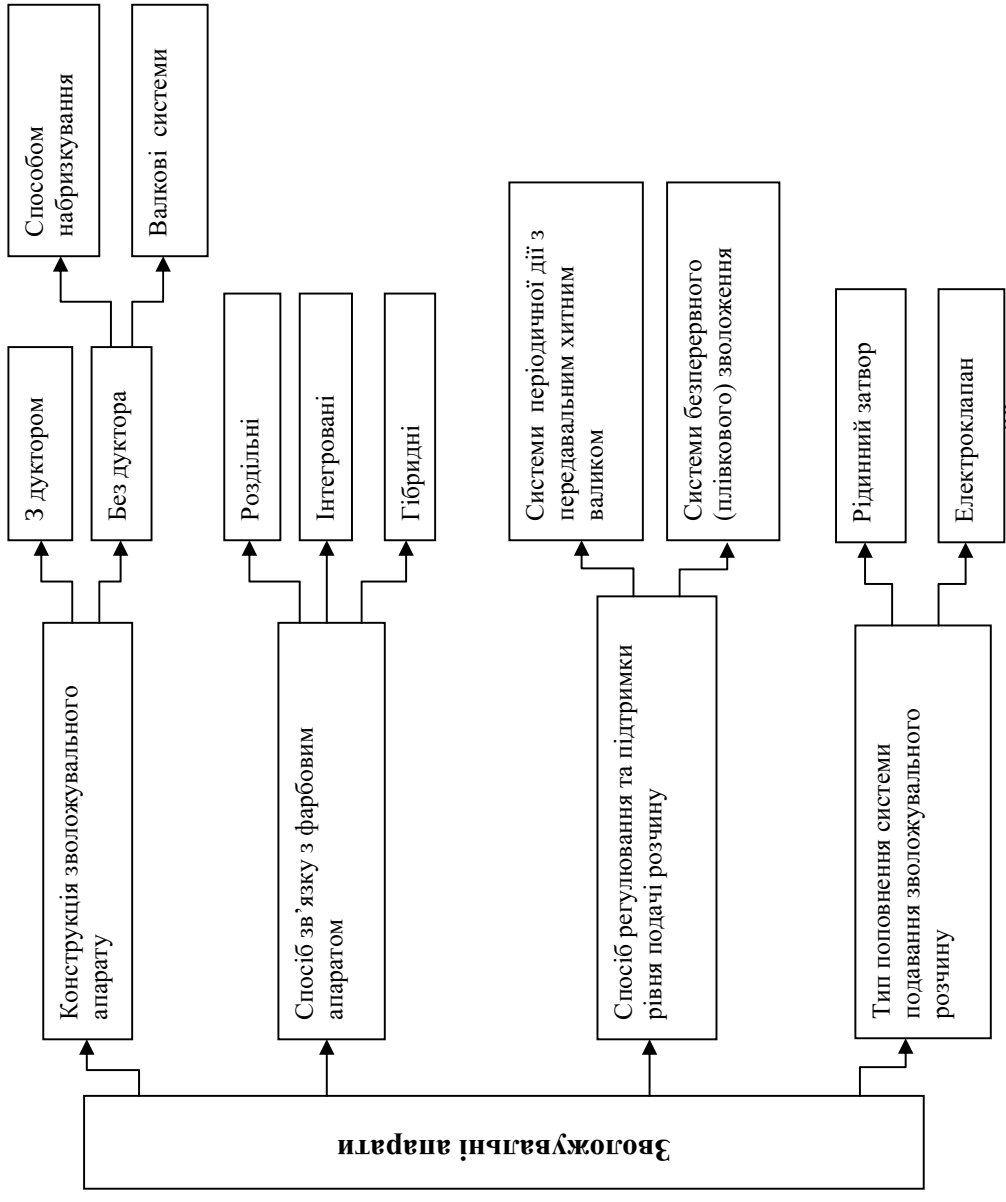 Зволожувальні апарати
Конструкція зволожувального
апарату
З дуктором
Без дуктора
Способом
набризкування
Валкові системи
Спосіб зв’язку з фарбовим
апаратом
Роздільні
Інтегровані
Гібридні
Спосіб регулювання та підтримки
рівня подачі розчину
Системи періодичної дії з
передавальним хитним
валиком
Системи безперервного
(плівкового) зволоження
Тип поповнення системи
подавання зволожувального
розчину
Рідинний затвор
Електроклапан